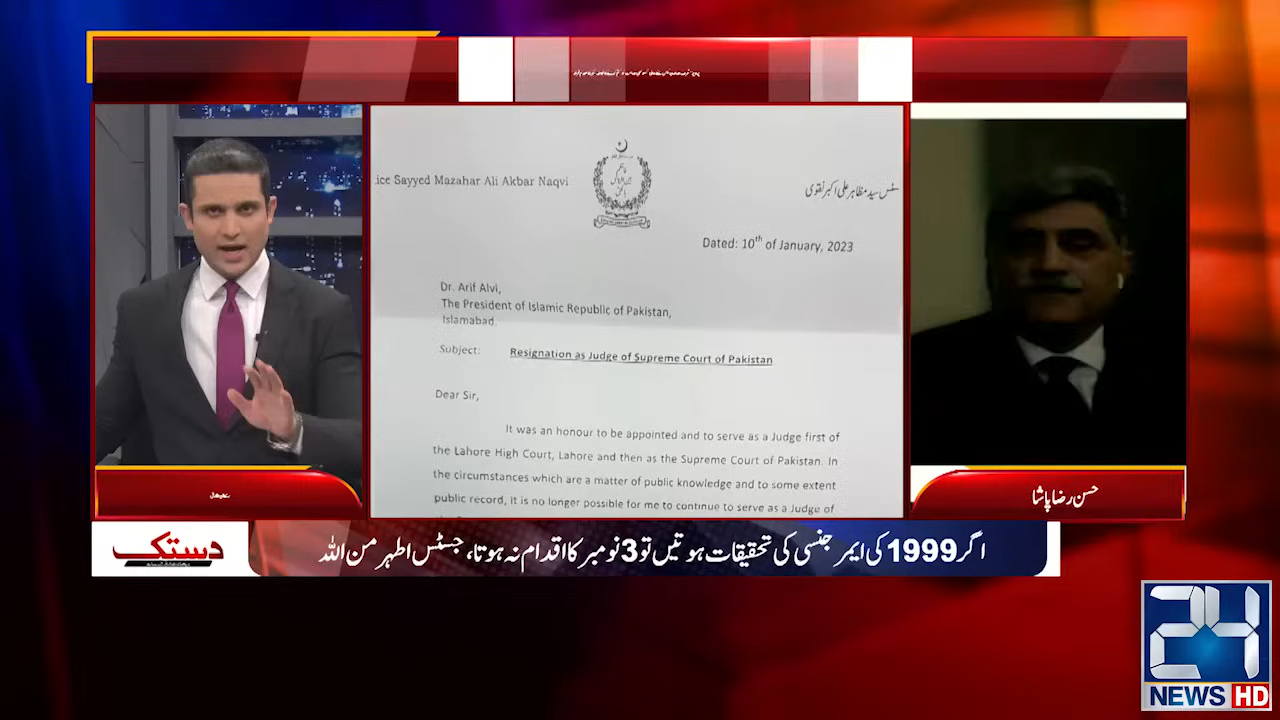 ice Sayyed Mazahar Ali Akbar Naqvi
سٹس سید مظاہر علی اکبر نقوی
Dated: 10th of January, 2023
Dr. Arif Alvi,
The President of Islamic Republic of Pakistan,
Islamabad.
Subject: Resignation as Judge of Supreme Court of Pakistan
Dear Sir,
It was an honour to be appointed and to serve as a Judge first of
the Lahore High Court, Lahore and then as the Supreme Court of Pakistan. In
the circumstances which are a matter of public knowledge and to some extent
public record, it is no longer possible for me to continue to serve as a Judge of
حسن رضا پاشا
دستک
اگر 1999 کی ایمرجنسی کی تحقیقات ہوتیں تو 3 نومبر کا اقدام نہ ہوتا، جسٹس اطہر من اللہ
24
NEWS HD